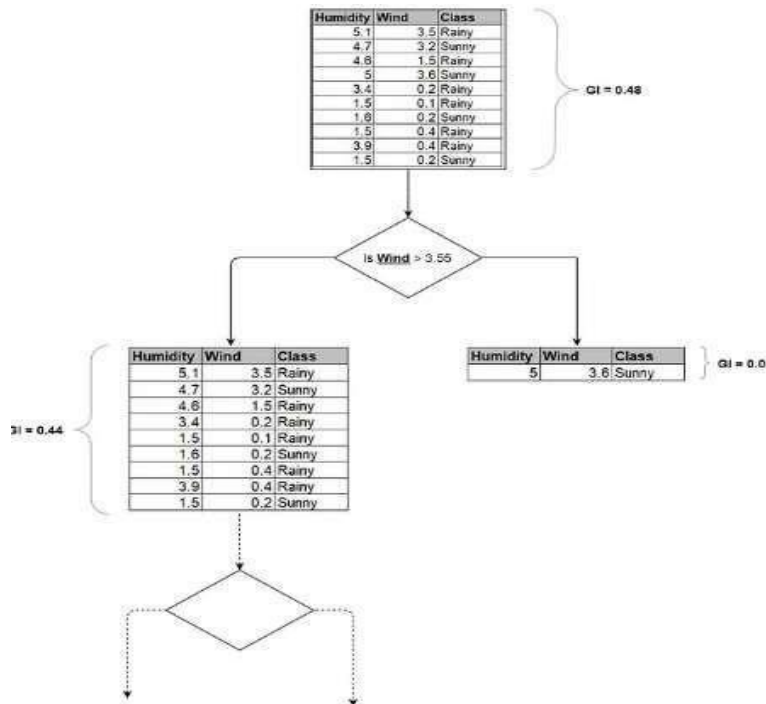 Humidity Wind Class
5.1 3.5 Rainy
4.7 3.2 Sunny
4.6 1.5 Rainy
5 3.6 Sunny
3.4 0.2 Rainy
1.5 0.1 Rainy
1.6 0.2 Sunny
1.5 0.4 Rainy
3.9 0.4 Rainy
1.5 0.2 Sunny
GI = 0.48
Is Wind > 3.55
Humidity Wind Class
5.1 3.5 Rainy
4.7 3.2 Sunny
4.6 1.5 Rainy
3.4 0.2 Rainy
1.5 0.1 Rainy
1.6 0.2 Sunny
1.5 0.4 Rainy
3.9 0.4 Rainy
1.5 0.2 Sunny
GI = 0.44
Humidity Wind Class
5 3.6 Sunny
GI = 0.0